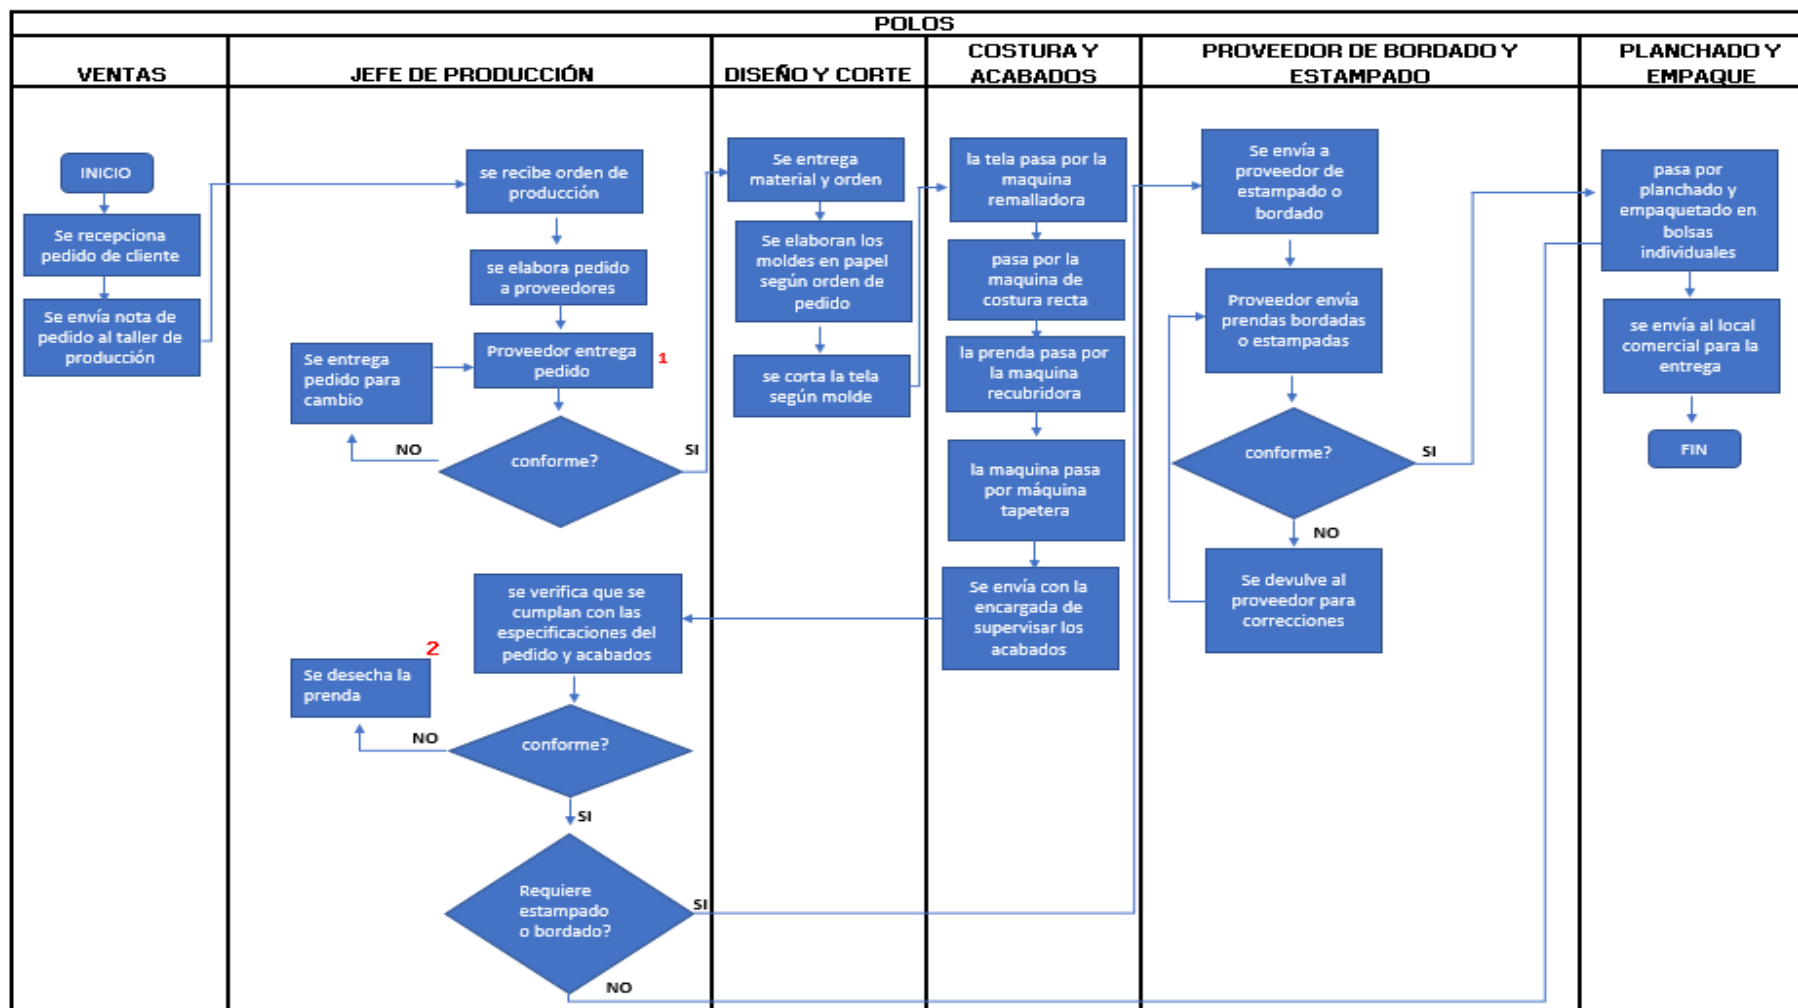 POLOS
VENTAS
JEFE DE PRODUCCIÓN
DISEÑO Y CORTE
COSTURA Y
ACABADOS
PROVEEDOR DE BORDADO Y
ESTAMPADO
PLANCHADO Y
EMPAQUE
INICIO
Se recepciona
pedido de cliente
Se envía nota de
pedido al taller de
producción
se recibe orden de
producción
se elabora pedido
a proveedores
Proveedor entrega
pedido
1
Se entrega
pedido para
cambio
conforme?
NO
SI
se verifica que se
cumplan con las
especificaciones del
pedido y acabados
2
Se desecha la
prenda
conforme?
NO
SI
Requiere
estampado
o bordado?
SI
NO
Se entrega
material y orden
Se elaboran los
moldes en papel
según orden de
pedido
se corta la tela
según molde
la tela pasa por la
maquina
remalladora
pasa por la
maquina de
costura recta
la prenda pasa por
la maquina
recubridora
la maquina pasa
por máquina
tapetera
Se envía con la
encargada de
supervisar los
acabados
Se envía a
proveedor de
estampado o
bordado
Proveedor envía
prendas bordadas
o estampadas
conforme?
SI
NO
Se devulve al
proveedor para
correcciones
pasa por
planchado y
empaquetado en
bolsas
individuales
se envía al local
comercial para la
entrega
FIN